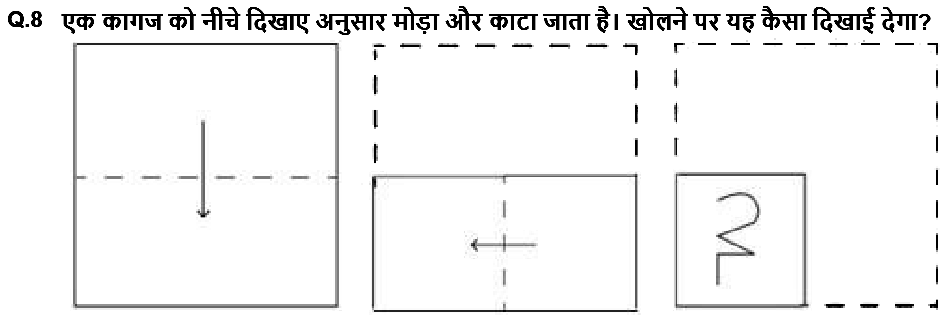 Q.8 एक कागज को नीचे दिखाए अनुसार मोड़ा और काटा जाता है। खोलने पर यह कैसा दिखाई देगा?